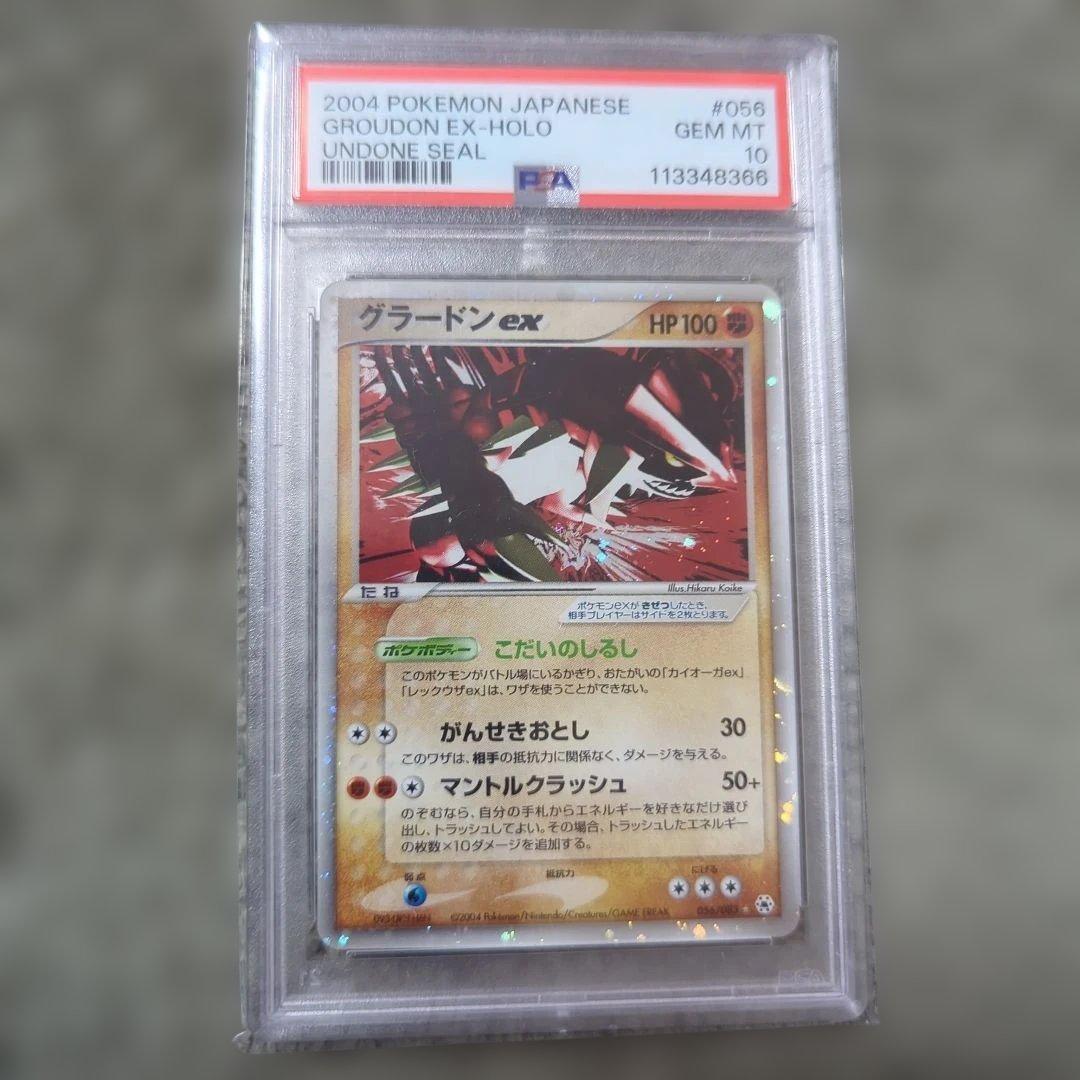 2004 POKEMON JAPANESE #056
GROUDON EX-HOLO GEM MT
UNDONE SEAL 10
PSA 113348366
グラードンex HP100
たね
Illus.Hikaru Koike
ポケモンexが きぜつしたとき、
相手プレイヤーはサイドを2枚とります。
ポケボディー こだいのしるし
このポケモンがバトル場にいるかぎり、おたがいの「カイオーガex」
「レックウザex」は、ワザを使うことができない。
がんせきおとし 30
このワザは、相手の抵抗力に関係なく、ダメージを与える。
マントルクラッシュ 50+
のぞむなら、自分の手札からエネルギーを好きなだけ選び
出し、トラッシュしてよい。その場合、トラッシュしたエネルギー
の枚数×10ダメージを追加する。
弱点 抵抗力 にげる
©2004 Pokémon/Nintendo/Creatures/GAME FREAK 056/083